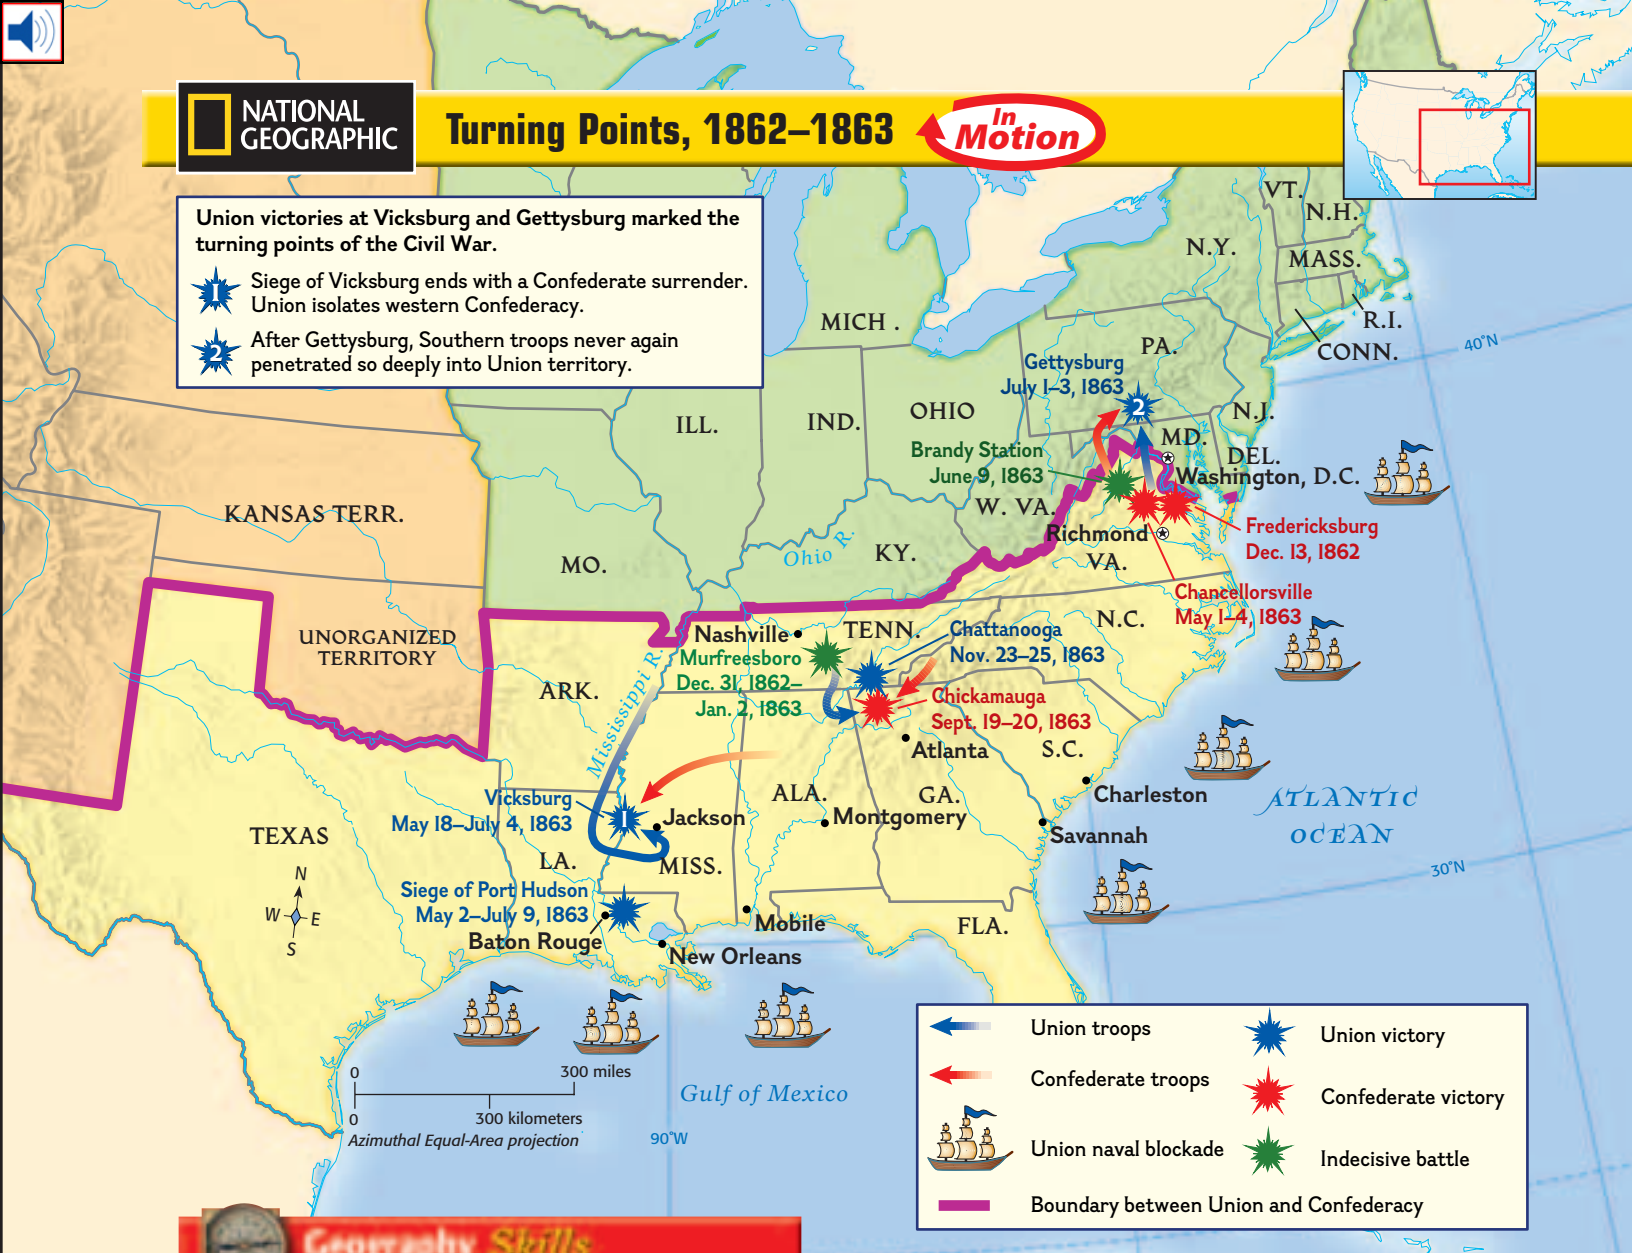 NATIONAL
GEOGRAPHIC
Turning Points, 1862–1863
In
Motion
Union victories at Vicksburg and Gettysburg marked the
turning points of the Civil War.
1
Siege of Vicksburg ends with a Confederate surrender.
Union isolates western Confederacy.
2
After Gettysburg, Southern troops never again
penetrated so deeply into Union territory.
VT.
N.H.
N.Y.
MASS.
MICH.
R.I.
CONN.
40°N
PA.
Gettysburg
July 1–3, 1863
2
ILL.
IND.
OHIO
N.J.
MD.
DEL.
Brandy Station
June 9, 1863
Washington, D.C.
W. VA.
KANSAS TERR.
Richmond
Fredericksburg
Dec. 13, 1862
MO.
Ohio R.
KY.
VA.
Chancellorsville
May 1–4, 1863
UNORGANIZED
TERRITORY
Nashville
TENN.
N.C.
Murfreesboro
Dec. 31, 1862–
Jan. 2, 1863
Chattanooga
Nov. 23–25, 1863
ARK.
Mississippi R.
Chickamauga
Sept. 19–20, 1863
Atlanta
S.C.
Vicksburg
May 18–July 4, 1863
1
Jackson
ALA.
Montgomery
GA.
Charleston
Savannah
ATLANTIC
OCEAN
TEXAS
LA.
MISS.
30°N
N
W
E
S
Siege of Port Hudson
May 2–July 9, 1863
Baton Rouge
Mobile
New Orleans
FLA.
0
300 miles
0
300 kilometers
Azimuthal Equal-Area projection
Gulf of Mexico
90°W
Union troops
Union victory
Confederate troops
Confederate victory
Union naval blockade
Indecisive battle
Boundary between Union and Confederacy
Geography Skills